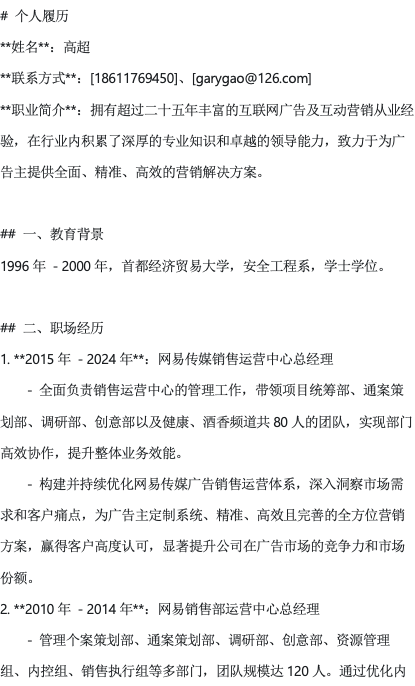 # 个人履历
**姓名**：高超
**联系方式**：[18611769450]、[garygao@126.com]
**职业简介**：拥有超过二十五年丰富的互联网广告及互动营销从业经
验，在行业内积累了深厚的专业知识和卓越的领导能力，致力于为广
告主提供全面、精准、高效的营销解决方案。
## 一、教育背景
1996 年 - 2000 年，首都经济贸易大学，安全工程系，学士学位。
## 二、职场经历
1. **2015 年 - 2024 年**：网易传媒销售运营中心总经理
- 全面负责销售运营中心的管理工作，带领项目统筹部、通案策
划部、调研部、创意部以及健康、酒香频道共 80 人的团队，实现部门
高效协作，提升整体业务效能。
- 构建并持续优化网易传媒广告销售运营体系，深入洞察市场需
求和客户痛点，为广告主定制系统、精准、高效且完善的全方位营销
方案，赢得客户高度认可，显著提升公司在广告市场的竞争力和市场
份额。
2. **2010 年 - 2014 年**：网易销售部运营中心总经理
- 管理个案策划部、通案策划部、调研部、创意部、资源管理
组、内控组、销售执行组等多部门，团队规模达 120 人。通过优化内